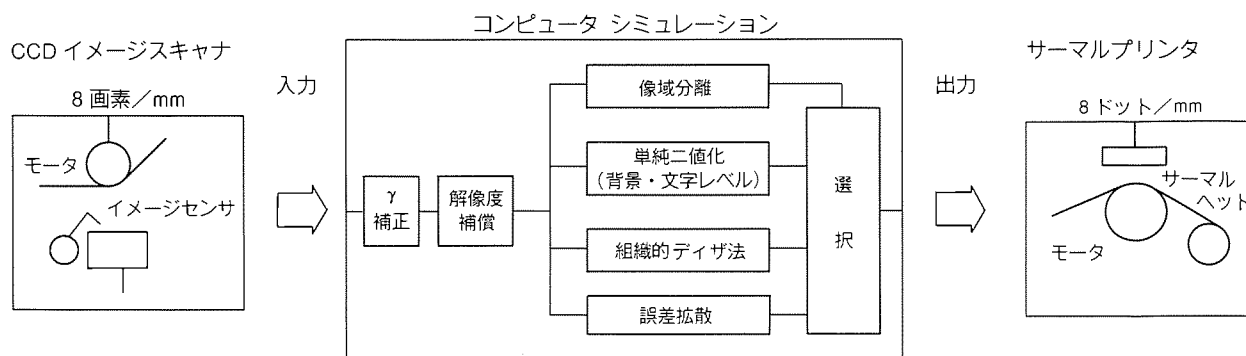 コンピュータ シミュレーション
CCD イメージスキャナ
8 画素／mm
モータ
イメージセンサ
入力
γ
補正
解像度
補償
像域分離
単純二値化
(背景・文字レベル)
組織的ディザ法
誤差拡散
選
択
出力
サーマルプリンタ
8 ドット／mm
サーマル
ヘット
モータ